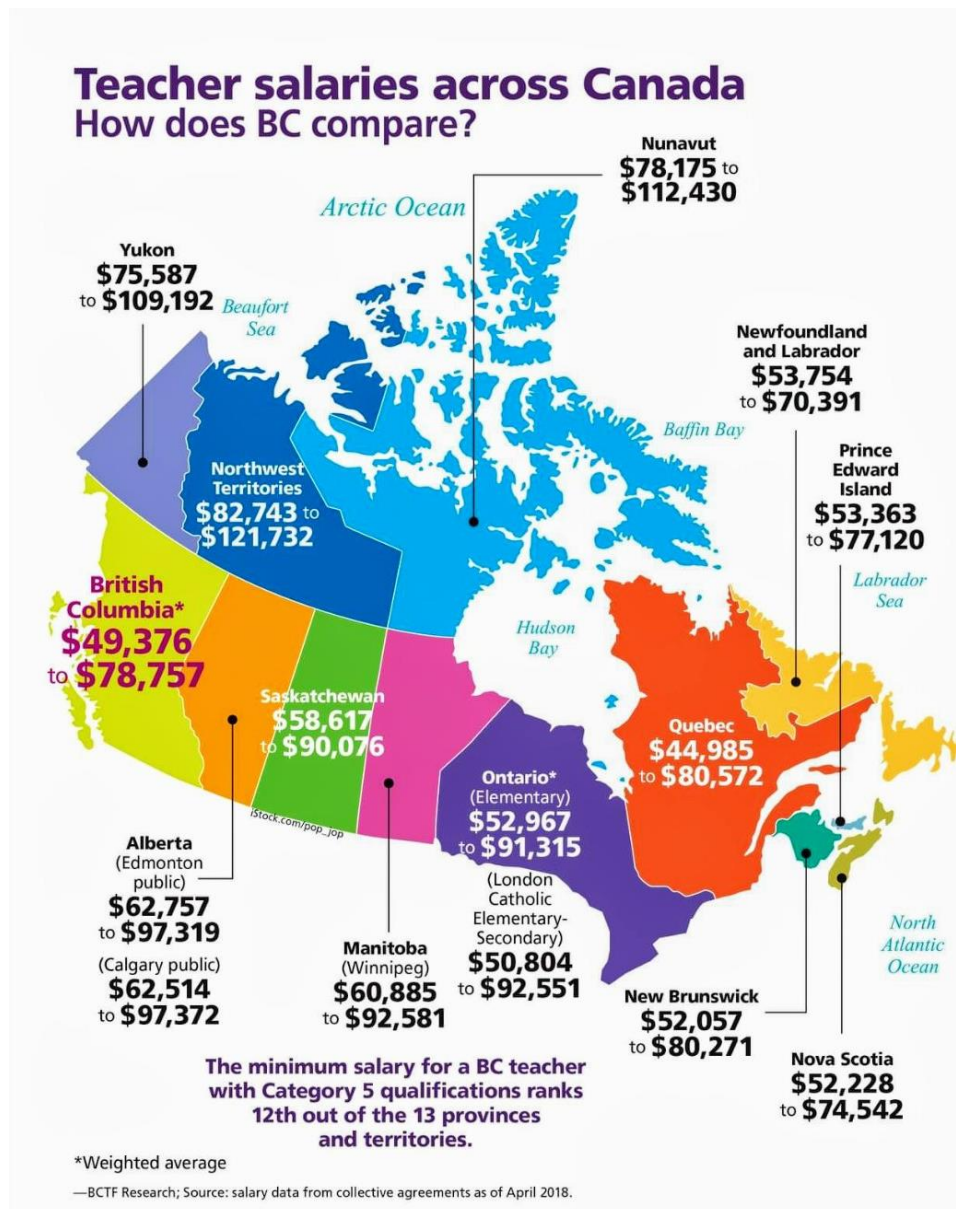 Teacher salaries across Canada
How does BC compare?
Nunavut
$78,175 to
$112,430
Arctic Ocean
Yukon
$75,587
to $109,192
Beaufort
Sea
Newfoundland
and Labrador
$53,754
to $70,391
Baffin Bay
Prince
Edward
Island
$53,363
to $77,120
Northwest
Territories
$82,743 to
$121,732
Labrador
Sea
British
Columbia*
$49,376
to $78,757
Hudson
Bay
Saskatchewan
$58,617
to $90,076
Quebec
$44,985
to $80,572
Ontario*
(Elementary)
$52,967
to $91,315
(London
Catholic
Elementary-
Secondary)
$50,804
to $92,551
iStock.com/pop_jop
Alberta
(Edmonton
public)
$62,757
to $97,319
(Calgary public)
$62,514
to $97,372
Manitoba
(Winnipeg)
$60,885
to $92,581
North
Atlantic
Ocean
New Brunswick
$52,057
to $80,271
Nova Scotia
$52,228
to $74,542
The minimum salary for a BC teacher
with Category 5 qualifications ranks
12th out of the 13 provinces
and territories.
*Weighted average
—BCTF Research; Source: salary data from collective agreements as of April 2018.